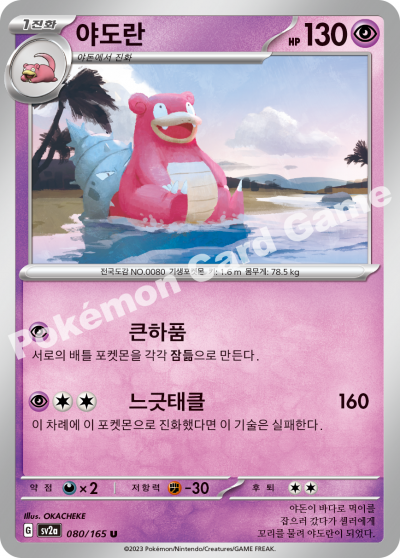 1진화
야도란
HP 130
야돈에서 진화
전국도감 NO.0080 기생포켓몬 키: 1.6 m 몸무게: 78.5 kg
Pokémon Card Game
큰하품
서로의 배틀 포켓몬을 각각 잠듦으로 만든다.
느긋태클 160
이 차례에 이 포켓몬으로 진화했다면 이 기술은 실패한다.
약점 ×2 저항력 -30 후퇴
Illus. OKACHEKE
G sv2a 080/165 U
야돈이 바다로 먹이를
잡으러 갔다가 셀러에게
꼬리를 물려 야도란이 되었다.
©2023 Pokémon/Nintendo/Creatures/GAME FREAK.